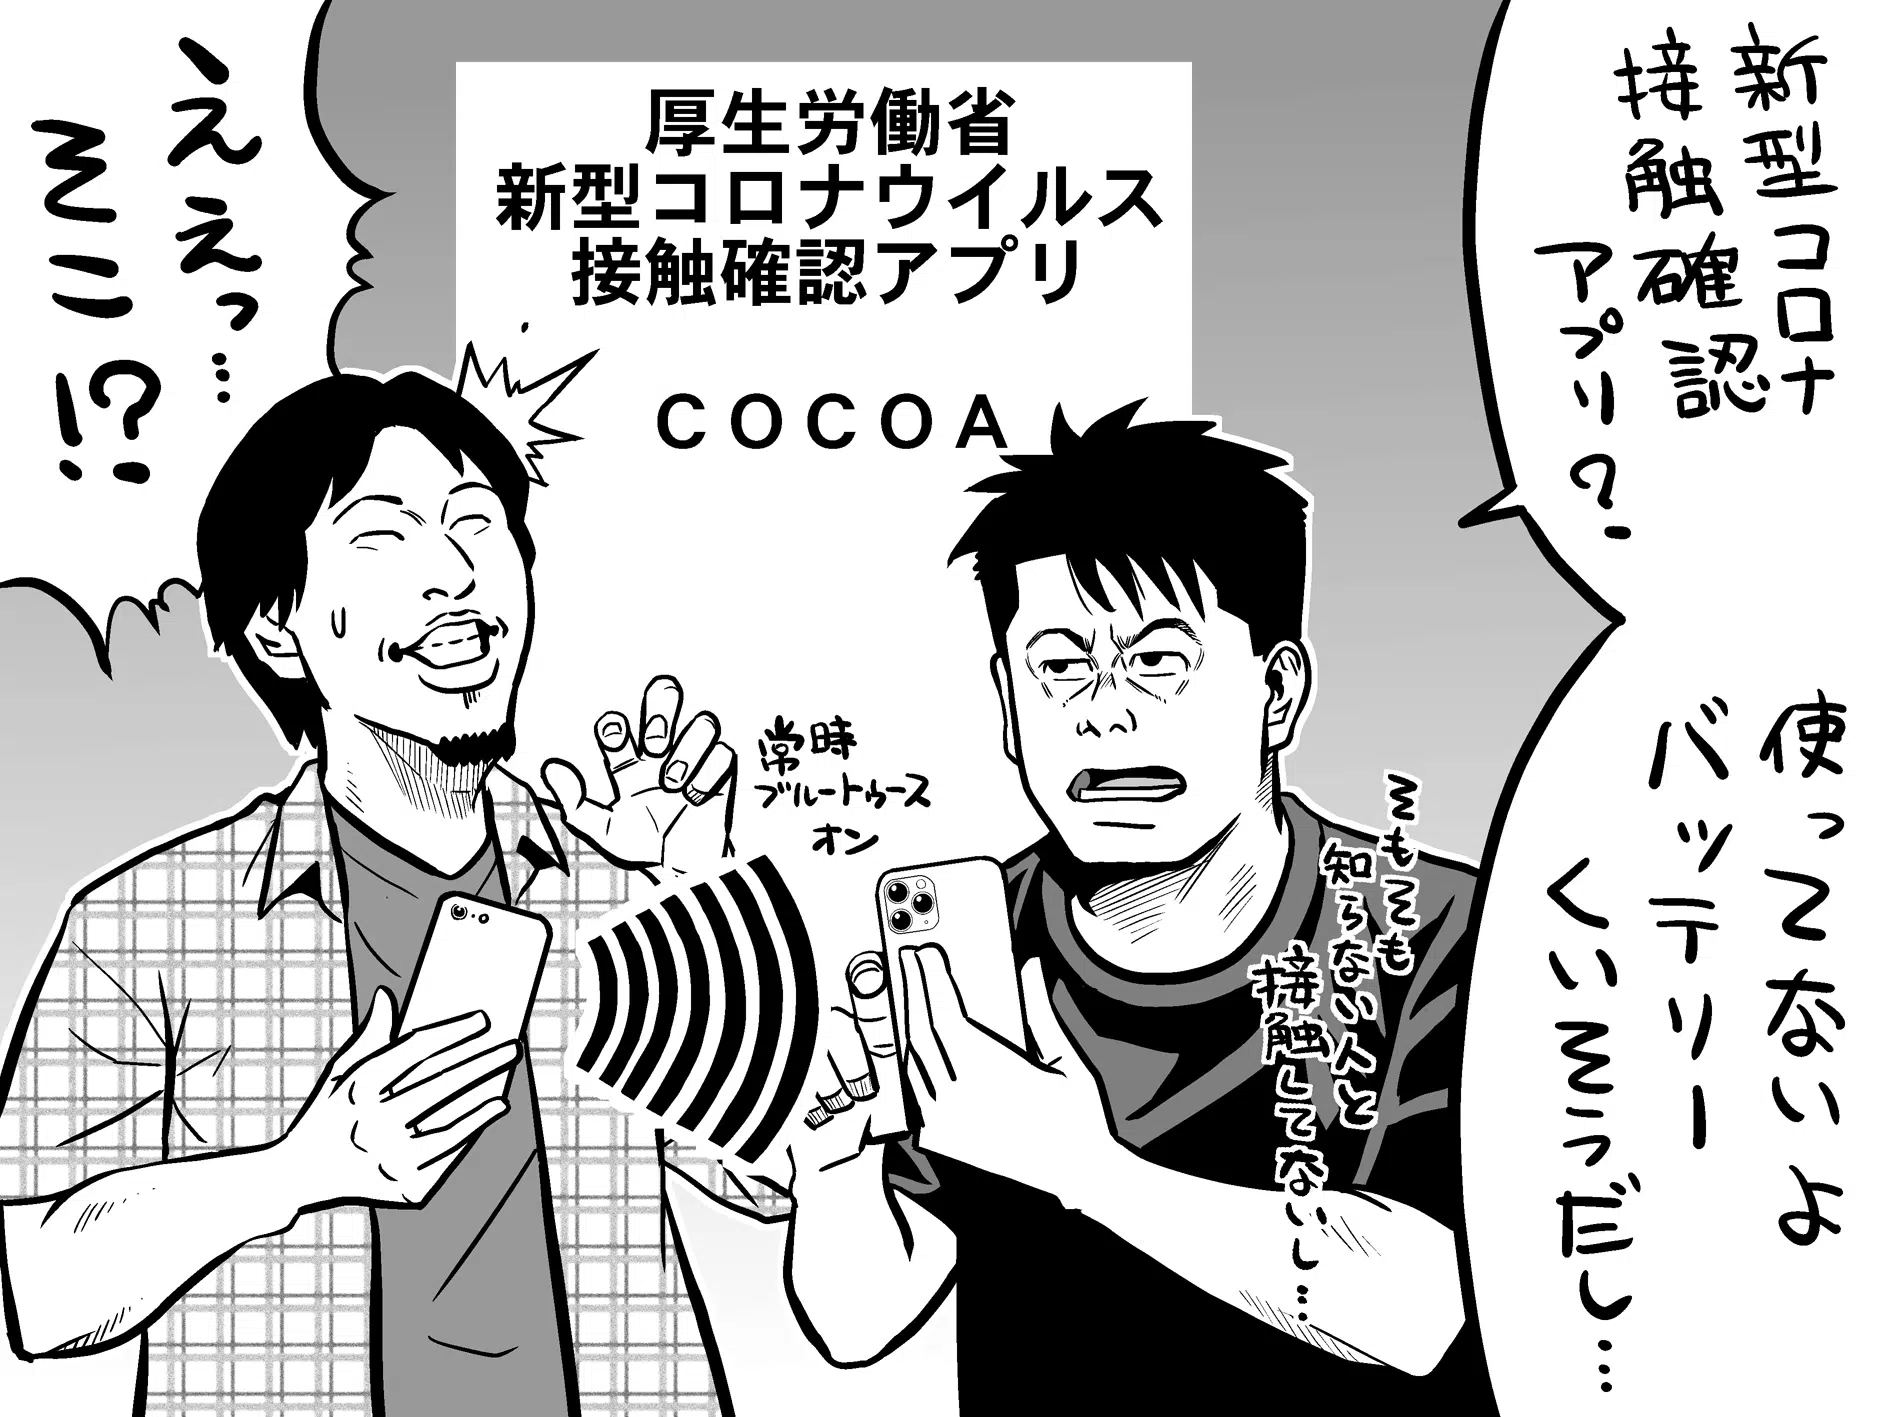 厚生労働省
新型コロナウイルス
接触確認アプリ
COCOA
新型コロナ
接触確認
アプリ?
使ってないよ
バッテリー
くいそうだし…
そもそも
知らない人と
接触してないし…
常時
ブルートゥース
オン
えぇっ…
そこ!?